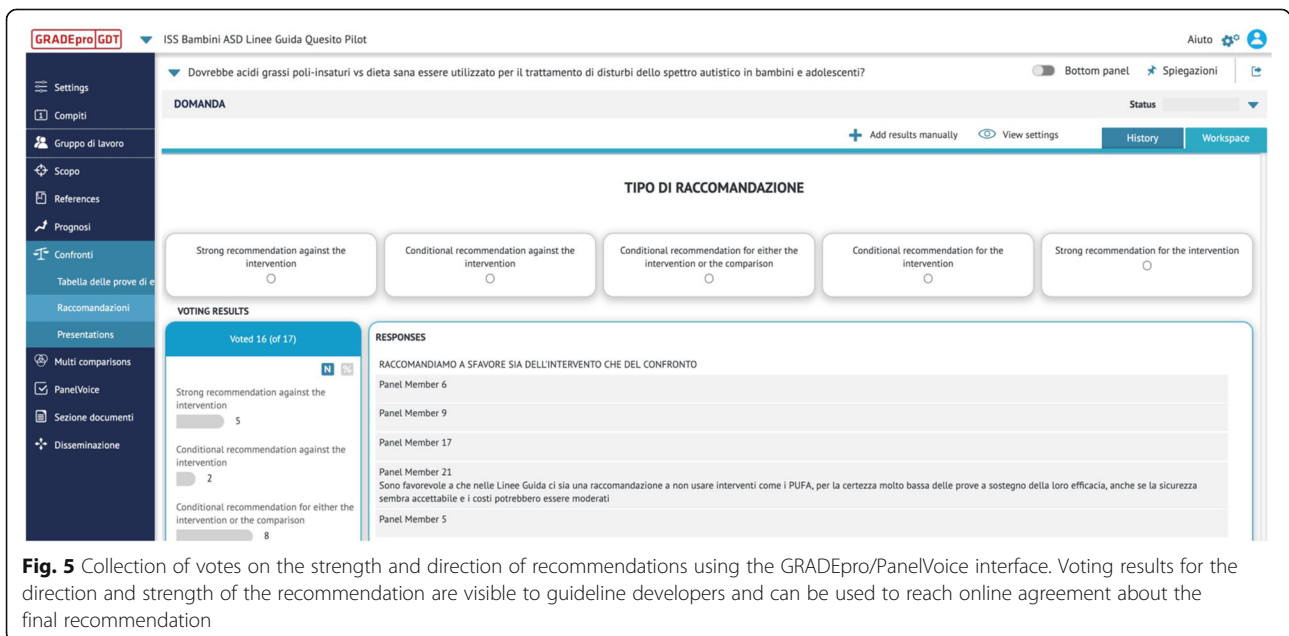 GRADEpro GDT
ISS Bambini ASD Linee Guida Quesito Pilot
Aiuto
Settings
Compiti
Gruppo di lavoro
Scopo
References
Prognosi
Confronti
Tabella delle prove di e
Raccomandazioni
Presentations
Multi comparisons
PanelVoice
Sezione documenti
Disseminazione
Dovrebbe acidi grassi poli-insaturi vs dieta sana essere utilizzato per il trattamento di disturbi dello spettro autistico in bambini e adolescenti?
Bottom panel
Spiegazioni
DOMANDA
Status
Add results manually
View settings
History
Workspace
TIPO DI RACCOMANDAZIONE
Strong recommendation against the
intervention
Conditional recommendation against the
intervention
Conditional recommendation for either the
intervention or the comparison
Conditional recommendation for the
intervention
Strong recommendation for the intervention
VOTING RESULTS
Voted 16 (of 17)
N %
Strong recommendation against the
intervention
5
Conditional recommendation against the
intervention
2
Conditional recommendation for either the
intervention or the comparison
8
RESPONSES
RACCOMANDIAMO A SFAVORE SIA DELL'INTERVENTO CHE DEL CONFRONTO
Panel Member 6
Panel Member 9
Panel Member 17
Panel Member 21
Sono favorevole a che nelle Linee Guida ci sia una raccomandazione a non usare interventi come i PUFA, per la certezza molto bassa delle prove a sostegno della loro efficacia, anche se la sicurezza
sembra accettabile e i costi potrebbero essere moderati
Panel Member 5
Fig. 5 Collection of votes on the strength and direction of recommendations using the GRADEpro/PanelVoice interface. Voting results for the
direction and strength of the recommendation are visible to guideline developers and can be used to reach online agreement about the
final recommendation